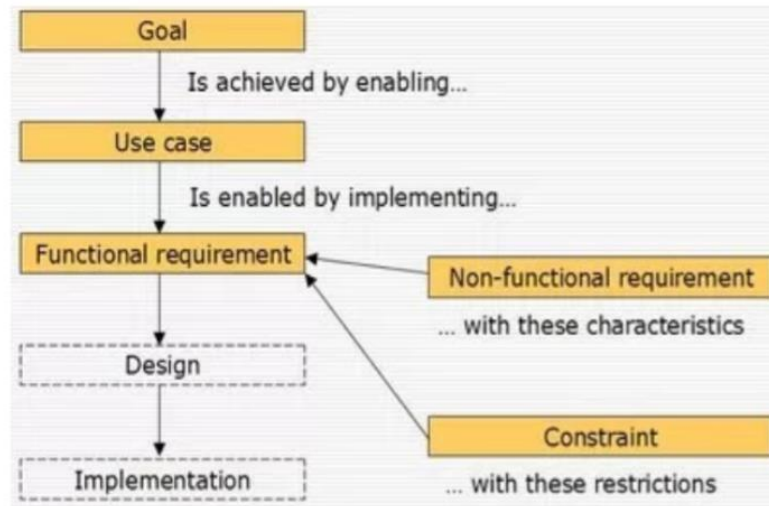 Goal
Is achieved by enabling...
Use case
Is enabled by implementing...
Functional requirement
Non-functional requirement
... with these characteristics
Design
Constraint
... with these restrictions
Implementation